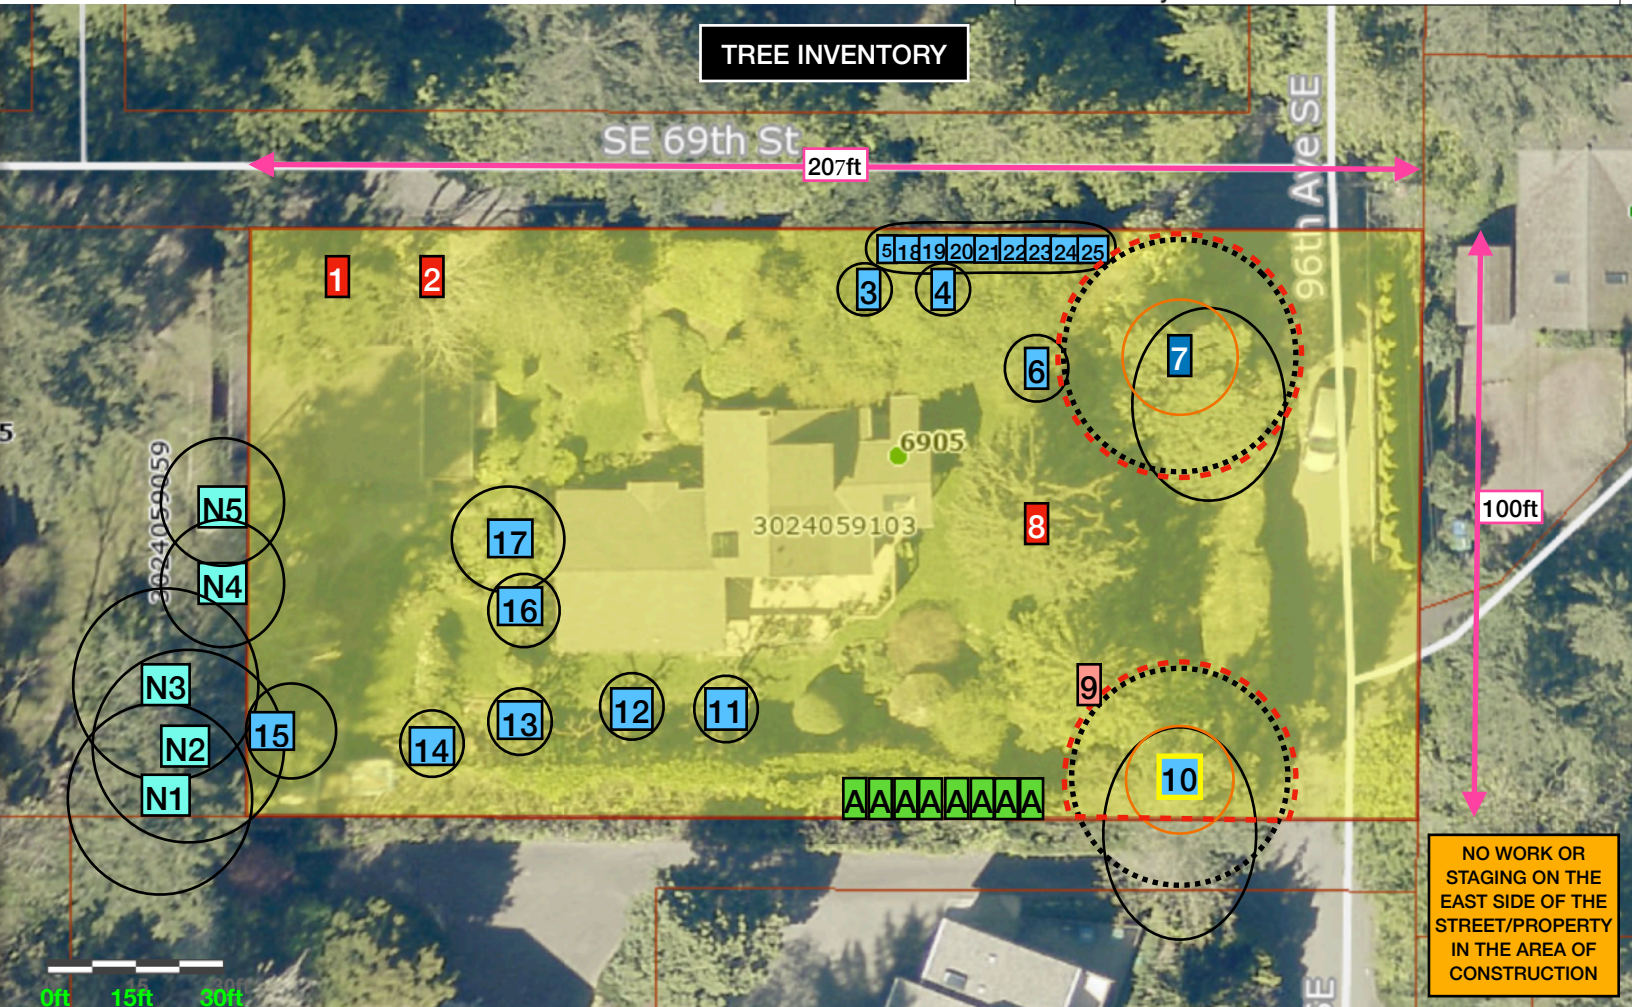 TREE INVENTORY
SE 69th St
96th Ave SE
207ft
1
2
5 18 19 20 21 22 23 24 25
3
4
6
7
5
6905
3024059059
N5
N4
17
3024059103
8
100ft
16
N3
9
15
N2
N1
14
13
12
11
10
A A A A A A A A
NO WORK OR
STAGING ON THE
EAST SIDE OF THE
STREET/PROPERTY
IN THE AREA OF
CONSTRUCTION
0ft 15ft 30ft
SE